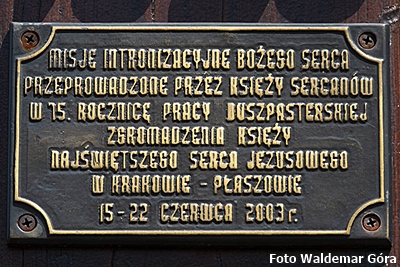 MISJE INTRONIZACYJNE BOŻEGO SERCA
PRZEPROWADZONE PRZEZ KSIĘŻY SERCANÓW
W 75. ROCZNICĘ PRACY DUSZPASTERSKIEJ
ZGROMADZENIA KSIĘŻY
NAJŚWIĘTSZEGO SERCA JEZUSOWEGO
W KRAKOWIE - PŁASZOWIE
15-22 CZERWCA 2003 r.
Foto Waldemar Góra